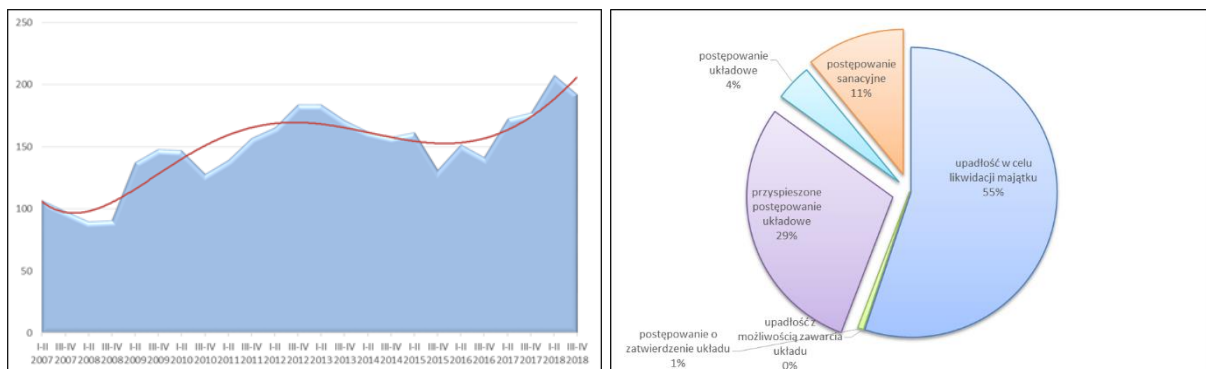 250
200
150
100
50
0
I-II III-IV I-II III-IV I-II III-IV I-II III-IV I-II III-IV I-II III-IV I-II III-IV I-II III-IV I-II III-IV I-II III-IV I-II III-IV I-II III-IV
2007 2007 2008 2008 2009 2009 2010 2010 2011 2011 2012 2012 2013 2013 2014 2014 2015 2015 2016 2016 2017 2017 2018 2018
postępowanie
układowe
4%
postępowanie
sanacyjne
11%
upadłość w celu
likwidacji majątku
55%
przyspieszone
postępowanie
układowe
29%
postępowanie o
zatwierdzenie układu
1%
upadłość z
możliwością zawarcia
układu
0%